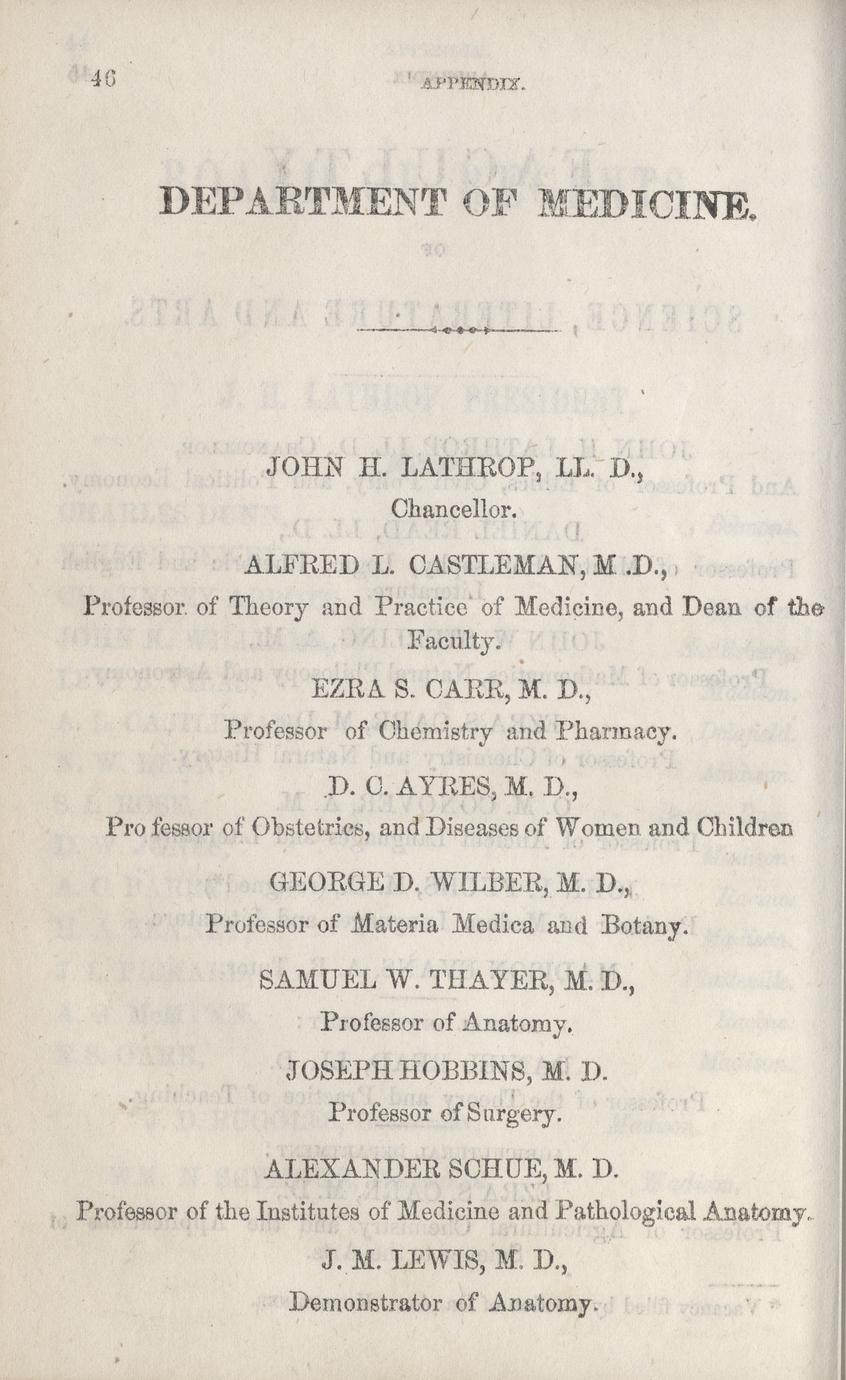 46 APPENDIX.
DEPARTMENT OF MEDICINE.
JOHN H. LATHROP, LL. D.,
Chancellor.
ALFRED L. CASTLEMAN, M .D.,
Professor of Theory and Practice of Medicine, and Dean of the
Faculty.
EZRA S. CARR, M. D.,
Professor of Chemistry and Pharmacy.
D. C. AYRES, M. D.,
Professor of Obstetrics, and Diseases of Women and Children
GEORGE D. WILBER, M. D.,
Professor of Materia Medica and Botany.
SAMUEL W. THAYER, M. D.,
Professor of Anatomy.
JOSEPH HOBBINS, M. D.
Professor of Surgery.
ALEXANDER SCHUE, M. D.
Professor of the Institutes of Medicine and Pathological Anatomy.
J. M. LEWIS, M. D.,
Demonstrator of Anatomy.